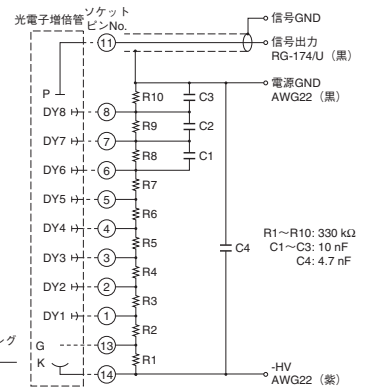 光電子増倍管
ソケット
ピンNo.
信号GND
11
信号出力
RG-174/U（黒）
電源GND
AWG22（黒）
P
R10
C3
DY8
8
R9
C2
DY7
7
R8
C1
DY6
6
R7
DY5
5
R6
DY4
4
R5
DY3
3
R4
DY2
2
R3
DY1
1
R2
G
13
R1
K
14
C4
R1〜R10: 330 kΩ
C1〜C3: 10 nF
C4: 4.7 nF
-HV
AWG22（紫）
ング